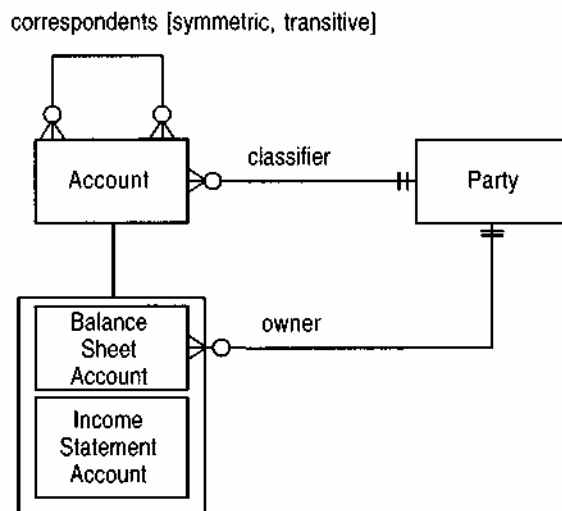 correspondents [symmetric, transitive]
classifier
Account
Party
Balance
Sheet
Account
owner
Income
Statement
Account